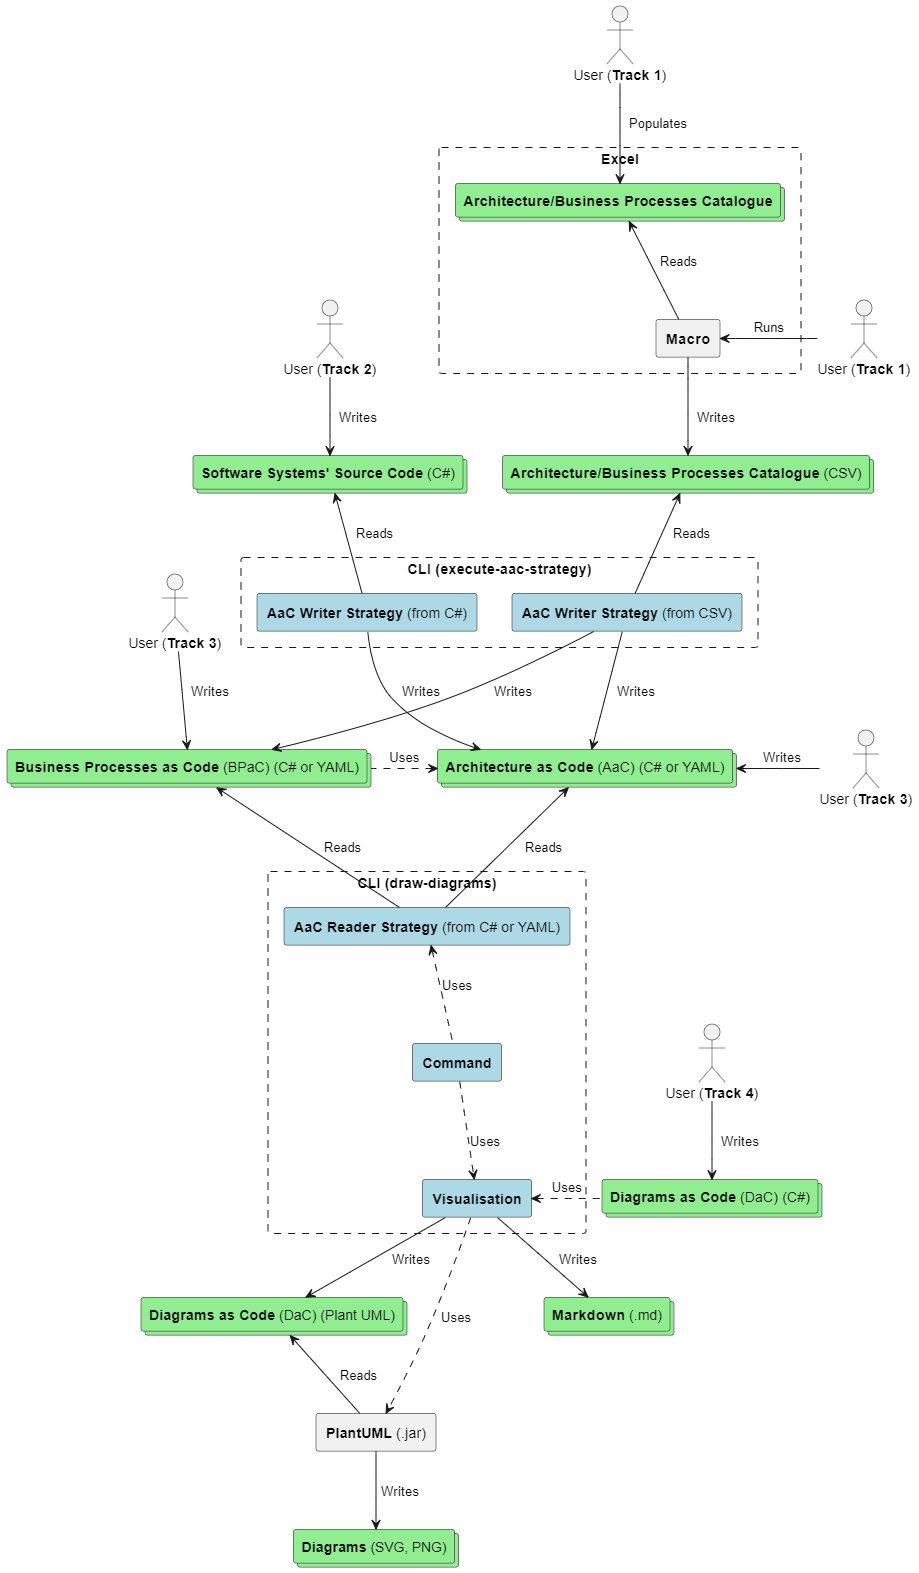 User (Track 1)
Populates
Excel
Architecture/Business Processes Catalogue
Reads
Macro
Runs
User (Track 1)
User (Track 2)
Writes
Writes
Software Systems' Source Code (C#)
Architecture/Business Processes Catalogue (CSV)
Reads
Reads
CLI (execute-aac-strategy)
AaC Writer Strategy (from C#)
AaC Writer Strategy (from CSV)
User (Track 3)
Writes
Writes
Writes
Writes
Business Processes as Code (BPaC) (C# or YAML)
Uses
Architecture as Code (AaC) (C# or YAML)
Writes
User (Track 3)
Reads
Reads
CLI (draw-diagrams)
AaC Reader Strategy (from C# or YAML)
Uses
Command
User (Track 4)
Uses
Writes
Visualisation
Uses
Diagrams as Code (DaC) (C#)
Writes
Writes
Diagrams as Code (DaC) (Plant UML)
Uses
Markdown (.md)
Reads
PlantUML (.jar)
Writes
Diagrams (SVG, PNG)